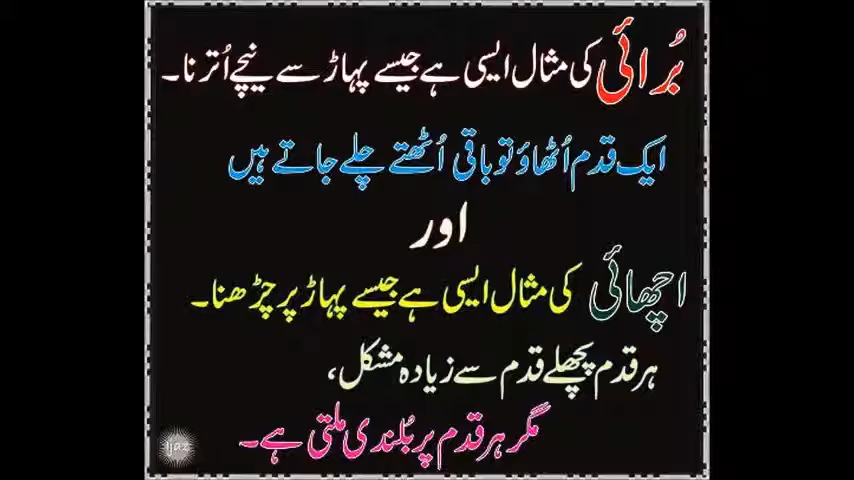 بُرائی کی مثال ایسی ہے جیسے پہاڑ سے نیچے اُترنا۔
ایک قدم اُٹھاؤ تو باقی اُٹھتے چلے جاتے ہیں
اور
اچھائی کی مثال ایسی ہے جیسے پہاڑ پر چڑھنا۔
ہر قدم پچھلے قدم سے زیادہ مشکل،
مگر ہر قدم پر بُلندی ملتی ہے۔
Ijaz